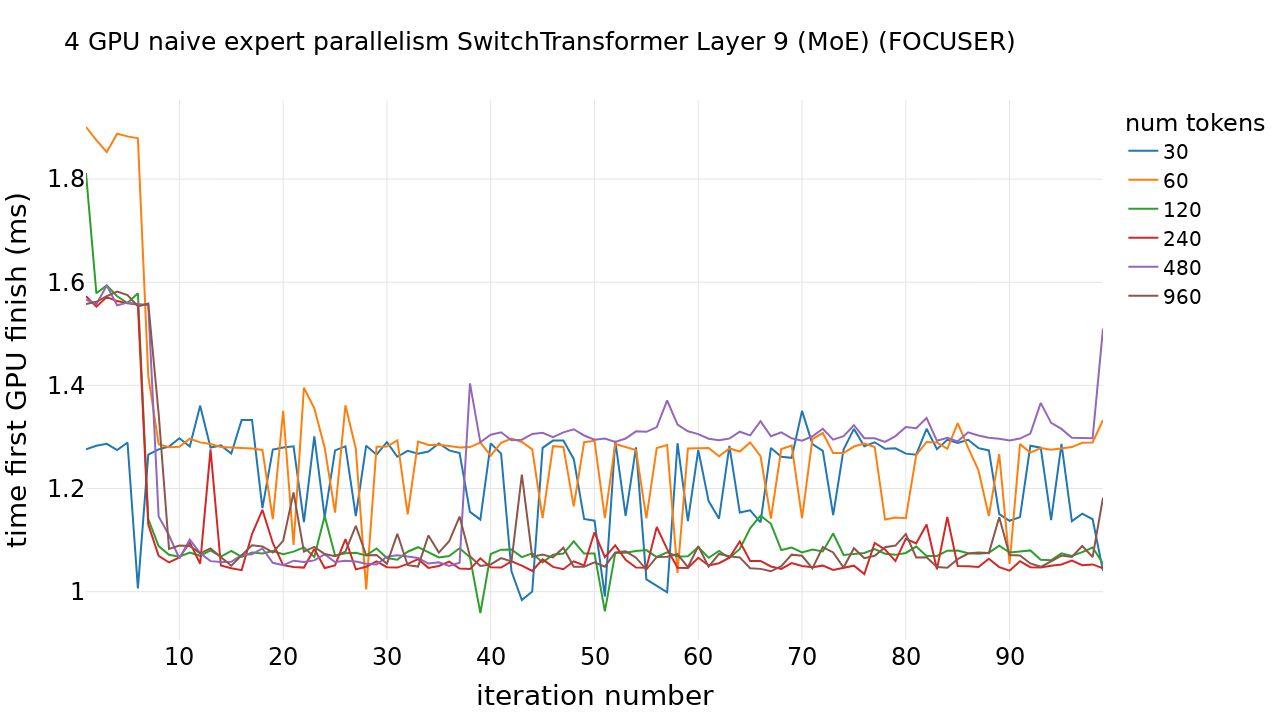 4 GPU naive expert parallelism SwitchTransformer Layer 9 (MoE) (FOCUSER)
num tokens
30
60
120
240
480
960
time first GPU finish (ms)
1.8
1.6
1.4
1.2
1
10 20 30 40 50 60 70 80 90
iteration number